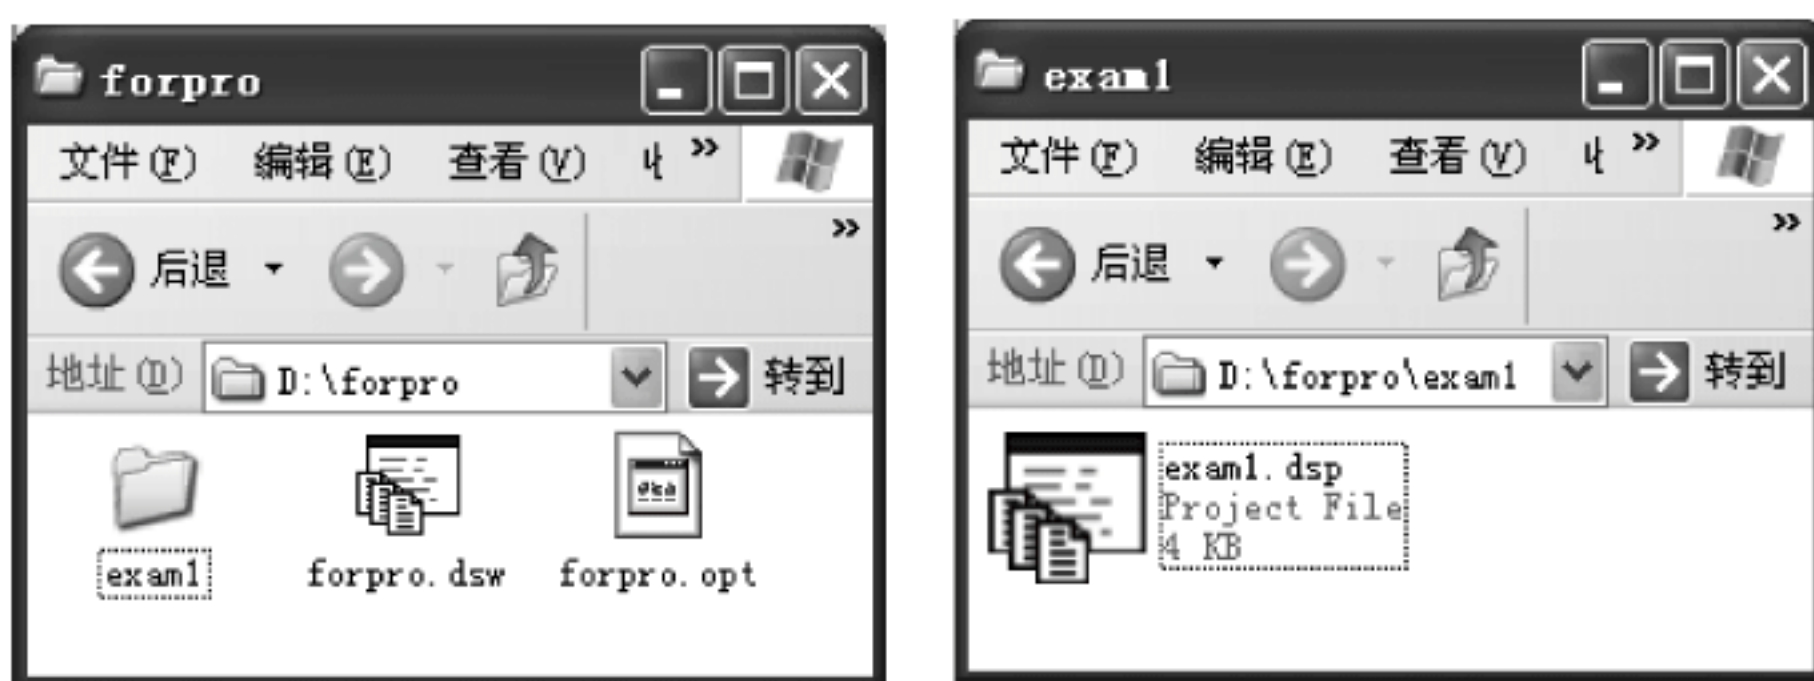 forpro
文件(F) 编辑(E) 查看(V) »
»
后退
地址(D) D:\forpro 转到
exam1 forpro.dsw forpro.opt
exam1
文件(F) 编辑(E) 查看(V) »
»
后退
地址(D) D:\forpro\exam1 转到
exam1.dsp
Project File
4 KB